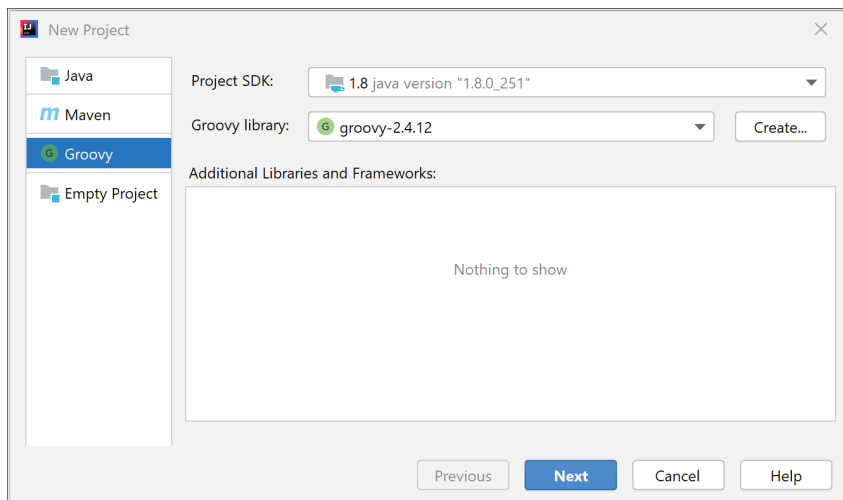 New Project
Java
Maven
Groovy
Empty Project
Project SDK: 1.8 java version "1.8.0_251"
Groovy library: groovy-2.4.12 Create...
Additional Libraries and Frameworks:
Nothing to show
Previous Next Cancel Help